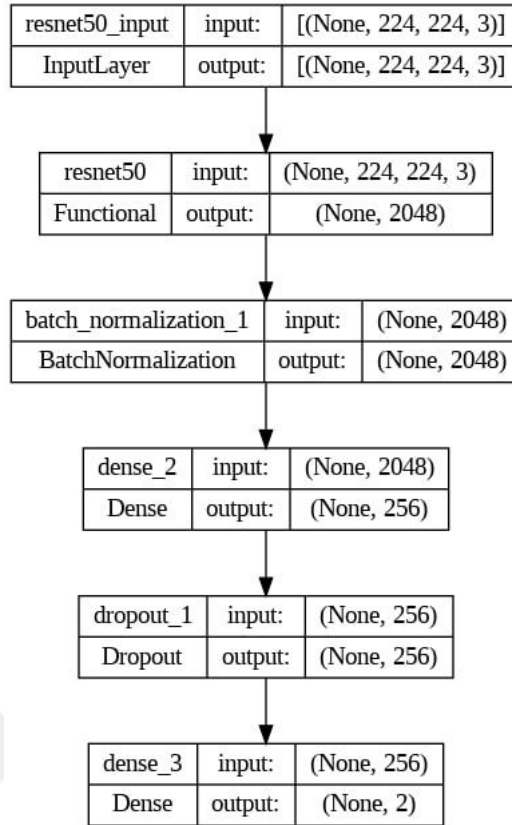 resnet50_input input: [(None, 224, 224, 3)]
InputLayer output: [(None, 224, 224, 3)]
resnet50 input: (None, 224, 224, 3)
Functional output: (None, 2048)
batch_normalization_1 input: (None, 2048)
BatchNormalization output: (None, 2048)
dense_2 input: (None, 2048)
Dense output: (None, 256)
dropout_1 input: (None, 256)
Dropout output: (None, 256)
dense_3 input: (None, 256)
Dense output: (None, 2)